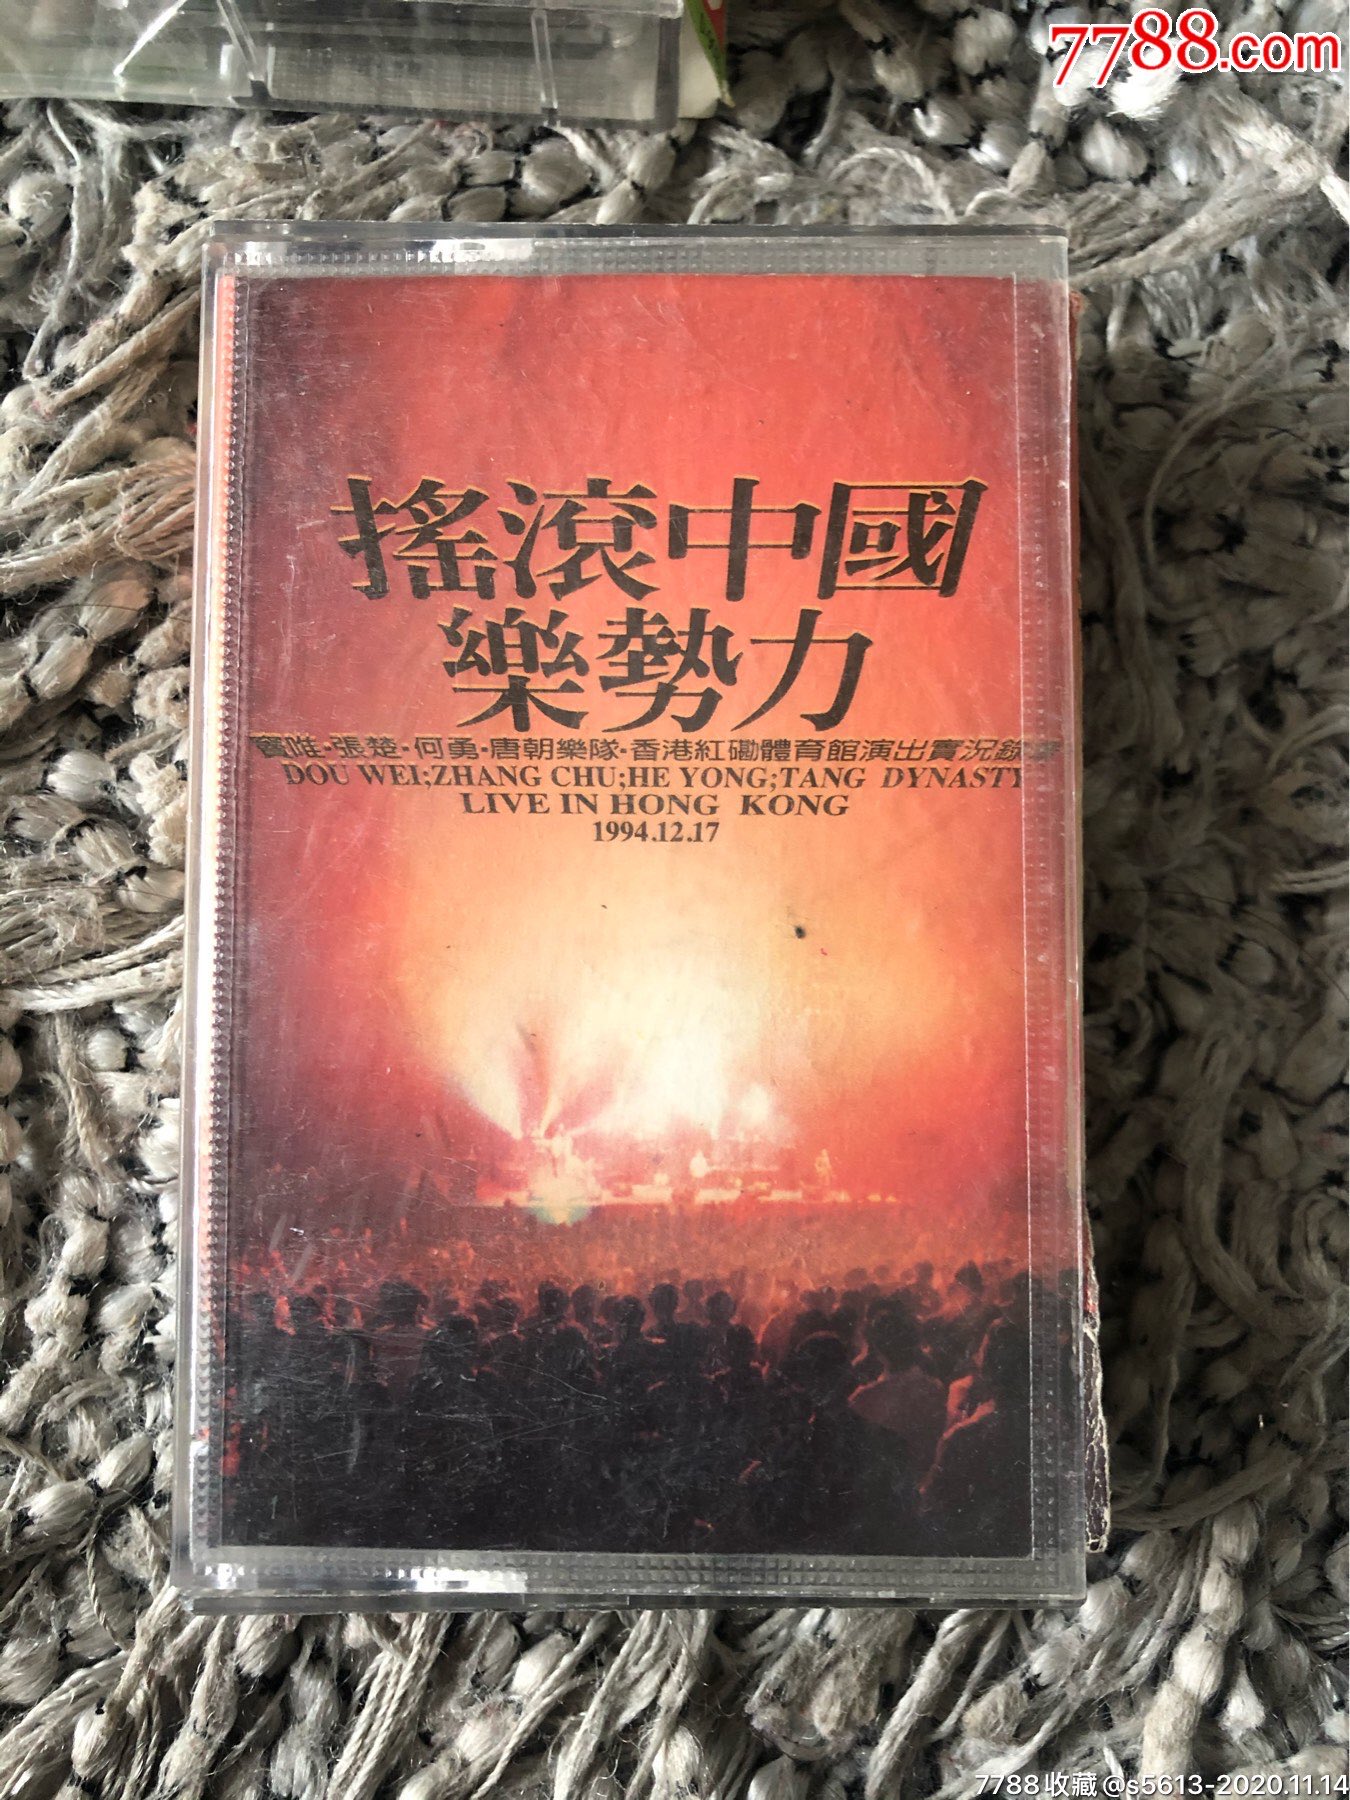 7788.com
搖滾中國
樂勢力
竇唯·張楚·何勇·唐朝樂隊·香港紅磡體育館演出實況錄音
DOU WEI;ZHANG CHU;HE YONG;TANG DYNASTY
LIVE IN HONG KONG
1994.12.17
7788收藏@s5613-2020.11.14